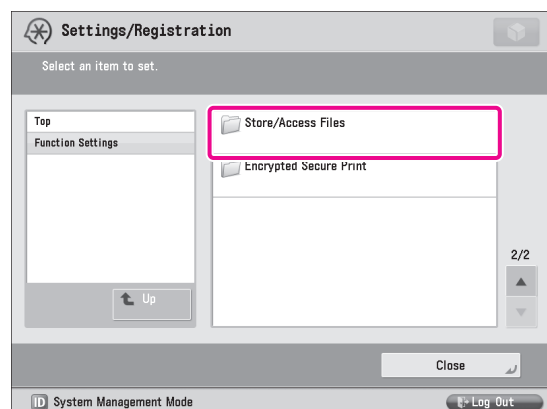 Settings/Registration
Select an item to set.
Top
Function Settings
Store/Access Files
Encrypted Secure Print
2/2
Up
Close
ID System Management Mode
Log Out